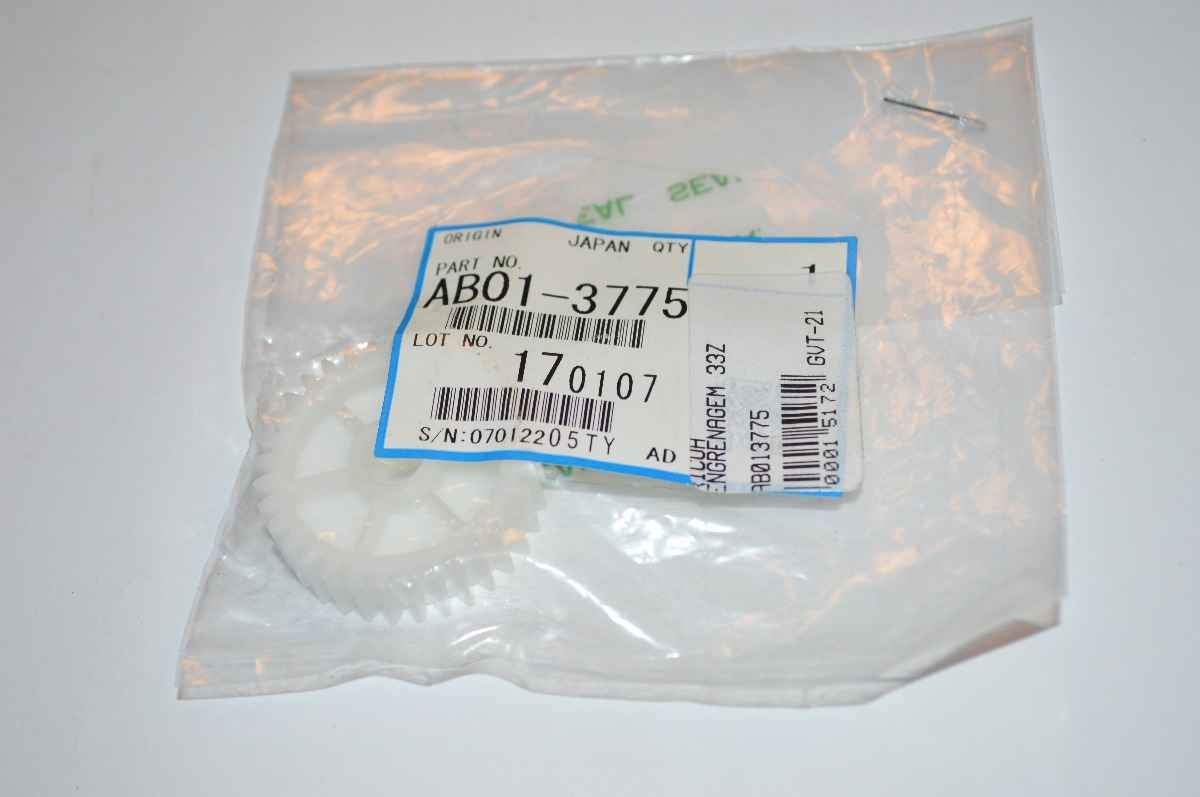 SEAL SEAL
ORIGIN JAPAN QTY
1
PART NO.
AB01-3775
LOT NO.
170107
S/N:07012205TY AD
RICOH
ENGRENAGEM 33Z
AB013775
0001 5172 GVT-21